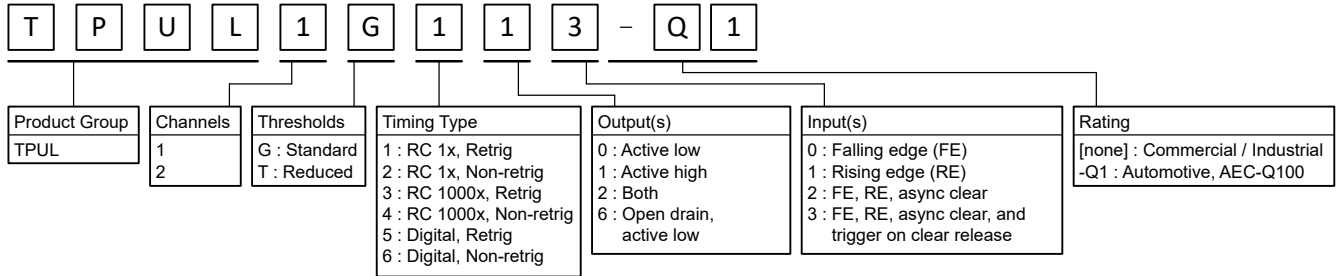 T P U L 1 G 1 1 3 – Q 1
Product Group
TPUL
Channels
1
2
Thresholds
G : Standard
T : Reduced
Timing Type
1 : RC 1x, Retrig
2 : RC 1x, Non-retrig
3 : RC 1000x, Retrig
4 : RC 1000x, Non-retrig
5 : Digital, Retrig
6 : Digital, Non-retrig
Output(s)
0 : Active low
1 : Active high
2 : Both
6 : Open drain,
active low
Input(s)
0 : Falling edge (FE)
1 : Rising edge (RE)
2 : FE, RE, async clear
3 : FE, RE, async clear, and
trigger on clear release
Rating
[none] : Commercial / Industrial
-Q1 : Automotive, AEC-Q100